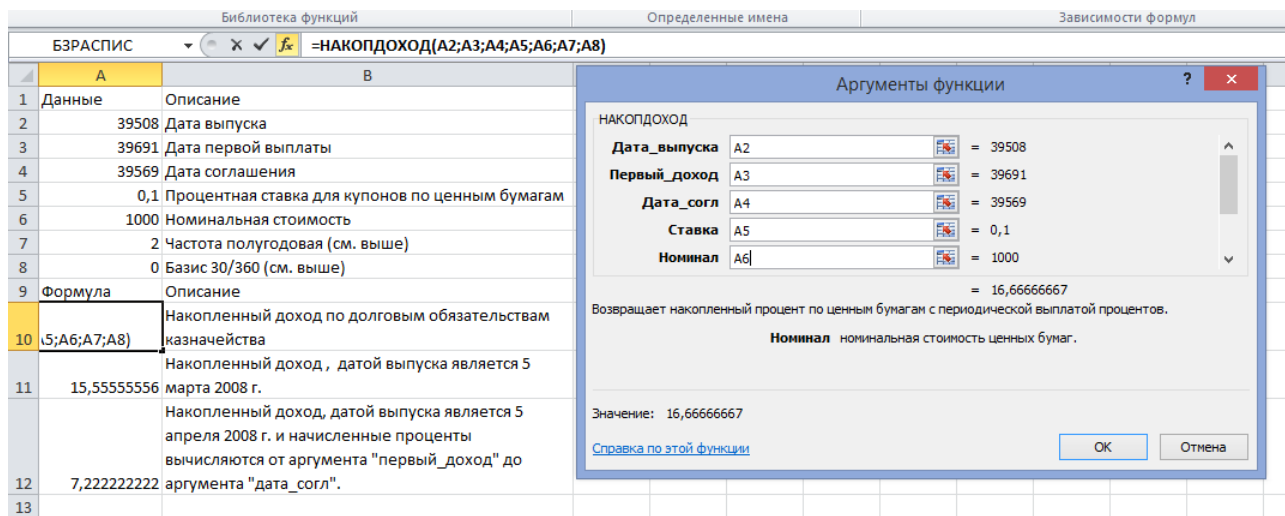 Библиотека функций Определенные имена Зависимости формул
БЗРАСПИС fx =НАКОПДОХОД(A2;A3;A4;A5;A6;A7;A8)
A B
1 Данные Описание
2 39508 Дата выпуска
3 39691 Дата первой выплаты
4 39569 Дата соглашения
5 0,1 Процентная ставка для купонов по ценным бумагам
6 1000 Номинальная стоимость
7 2 Частота полугодовая (см. выше)
8 0 Базис 30/360 (см. выше)
9 Формула Описание
Накопленный доход по долговым обязательствам
10 \5;A6;A7;A8) казначейства
Накопленный доход , датой выпуска является 5
11 15,55555556 марта 2008 г.
Накопленный доход, датой выпуска является 5
апреля 2008 г. и начисленные проценты
вычисляются от аргумента "первый_доход" до
12 7,222222222 аргумента "дата_согл".
13
Аргументы функции ? ×
НАКОПДОХОД
Дата_выпуска A2 = 39508
Первый_доход A3 = 39691
Дата_согл A4 = 39569
Ставка A5 = 0,1
Номинал A6 = 1000
= 16,66666667
Возвращает накопленный процент по ценным бумагам с периодической выплатой процентов.
Номинал номинальная стоимость ценных бумаг.
Значение: 16,66666667
Справка по этой функции ОК Отмена